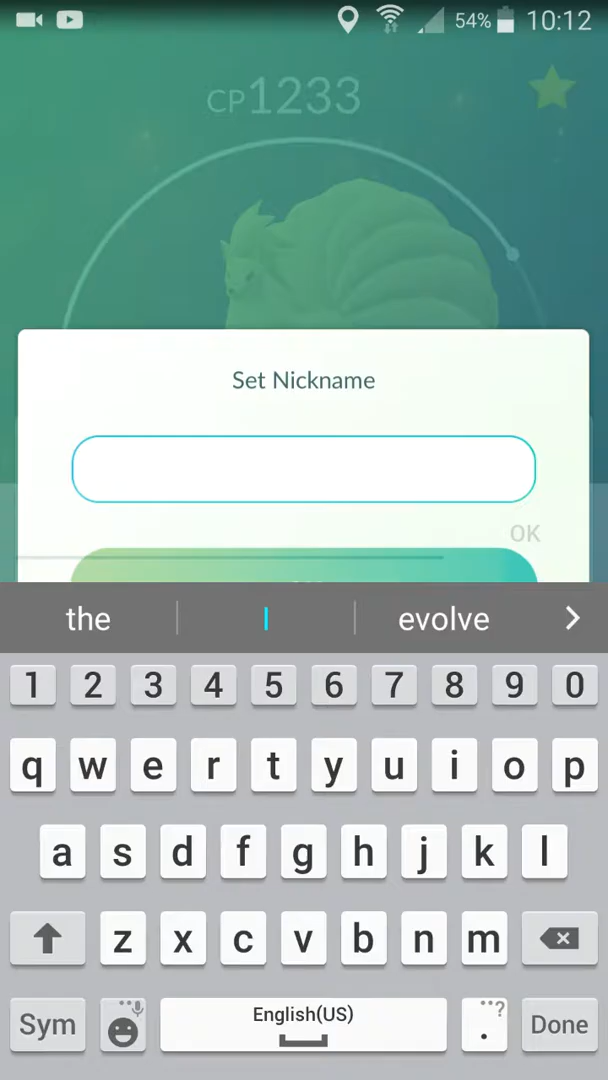 54% 10:12
CP1233
Set Nickname
OK
the I evolve
1 2 3 4 5 6 7 8 9 0
q w e r t y u i o p
a s d f g h j k l
z x c v b n m
Sym English(US) ...? . Done